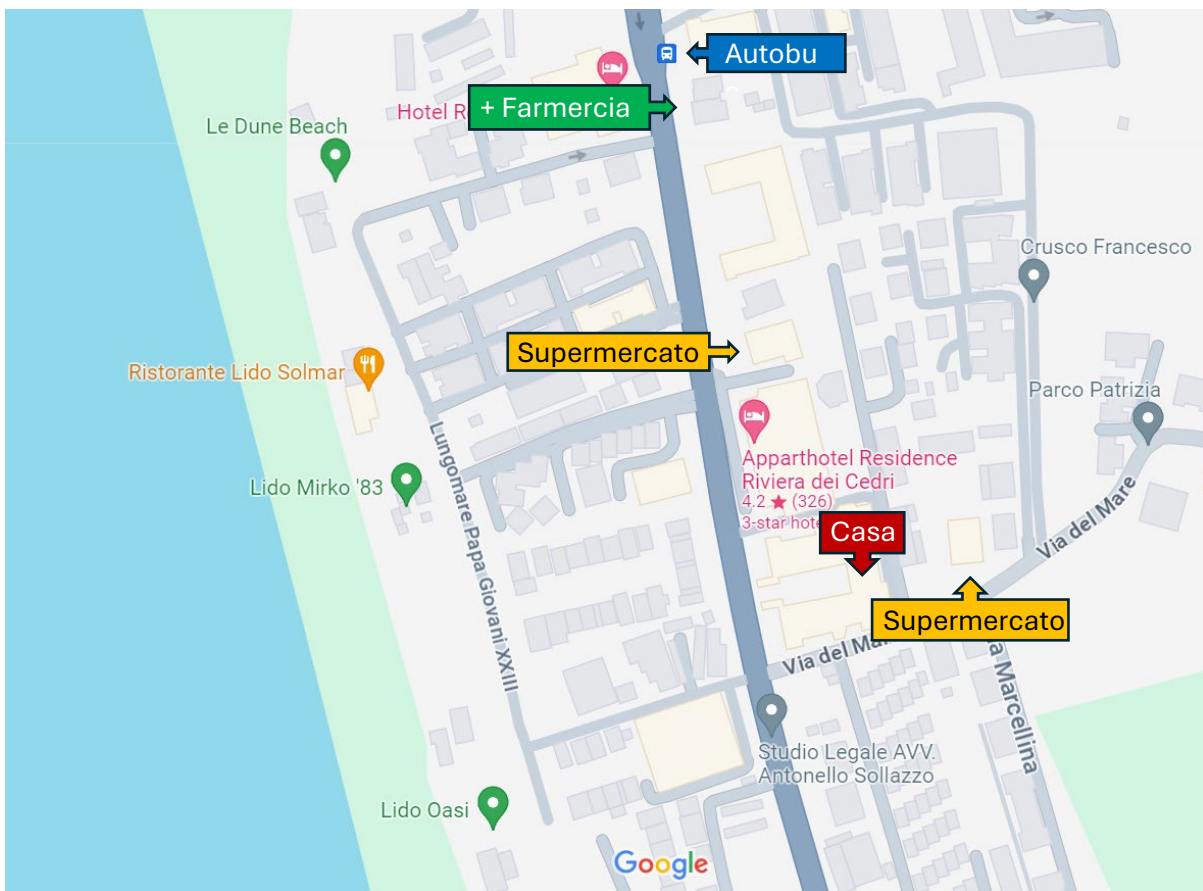 Autobu
Hotel R
+ Farmercia
Le Dune Beach
Crusco Francesco
Supermercato
Ristorante Lido Solmar
Parco Patrizia
Lungomare Papa Giovani XXIII
Apparthotel Residence
Riviera dei Cedri
4.2 ★ (326)
3-star hote
Lido Mirko '83
Casa
Via del Mare
Supermercato
Via del Mar
a Marcellina
Studio Legale AVV.
Antonello Sollazzo
Lido Oasi
Google